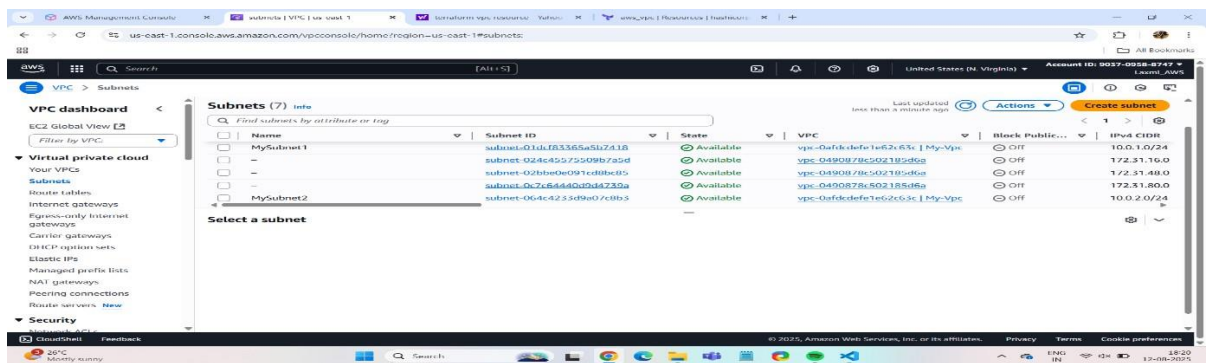 AWS Management Console
subnets | VPC | us-east-1
terraform vpc resource - Yahoo
aws_vpc | Resources | hashicorp
us-east-1.console.aws.amazon.com/vpcconsole/home?region=us-east-1#subnets:
All Bookmarks
aws
Search
[Alt+S]
United States (N. Virginia)
Account ID: 9037-0958-8747
Laxmi_AWS
VPC > Subnets
VPC dashboard
EC2 Global View
Filter by VPC:
Virtual private cloud
Your VPCs
Subnets
Route tables
Internet gateways
Egress-only Internet
gateways
Carrier gateways
DHCP option sets
Elastic IPs
Managed prefix lists
NAT gateways
Peering connections
Route servers New
Security
Network ACLs
Subnets (7) Info
Last updated
less than a minute ago
Actions
Create subnet
Find subnets by attribute or tag
1
Name Subnet ID State VPC Block Public... IPv4 CIDR
MySubnet1 subnet-01dcf83365a5b7418 Available vpc-0afdcdefe1e62c63c | My-Vpc Off 10.0.1.0/24
– subnet-024c45575509b7a5d Available vpc-0490878c502185d6a Off 172.31.16.0
– subnet-02bbe0e091cd8bc85 Available vpc-0490878c502185d6a Off 172.31.48.0
– subnet-0c7c64440d9d4739a Available vpc-0490878c502185d6a Off 172.31.80.0
MySubnet2 subnet-064c4233d9a07c8b3 Available vpc-0afdcdefe1e62c63c | My-Vpc Off 10.0.2.0/24
Select a subnet
CloudShell Feedback
© 2025, Amazon Web Services, Inc. or its affiliates. Privacy Terms Cookie preferences
26°C
Mostly sunny
Search
ENG
IN
18:20
12-08-2025